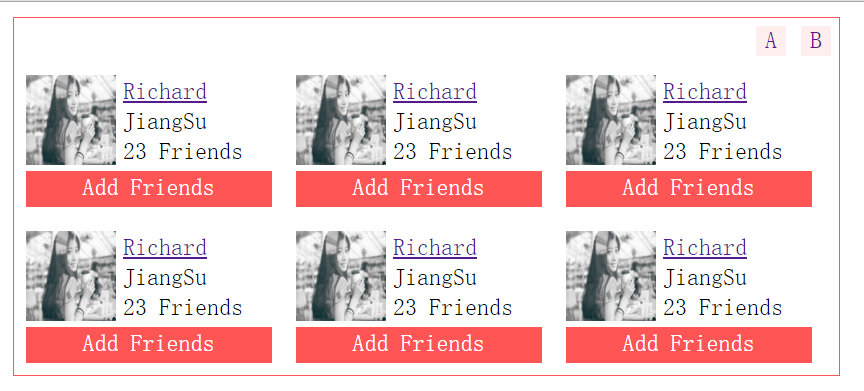 A B
Richard Richard Richard
JiangSu JiangSu JiangSu
23 Friends 23 Friends 23 Friends
Add Friends Add Friends Add Friends
Richard Richard Richard
JiangSu JiangSu JiangSu
23 Friends 23 Friends 23 Friends
Add Friends Add Friends Add Friends